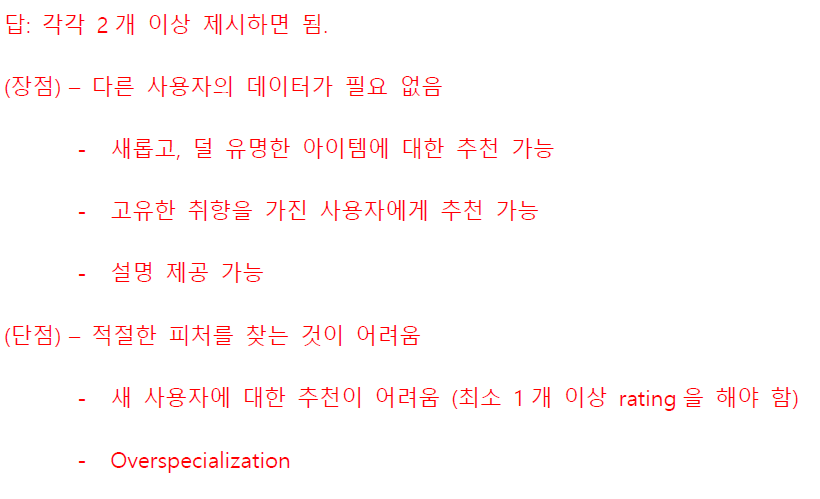 답: 각각 2개 이상 제시하면 됨.
(장점) – 다른 사용자의 데이터가 필요 없음
- 새롭고, 덜 유명한 아이템에 대한 추천 가능
- 고유한 취향을 가진 사용자에게 추천 가능
- 설명 제공 가능
(단점) – 적절한 피처를 찾는 것이 어려움
- 새 사용자에 대한 추천이 어려움 (최소 1개 이상 rating을 해야 함)
- Overspecialization